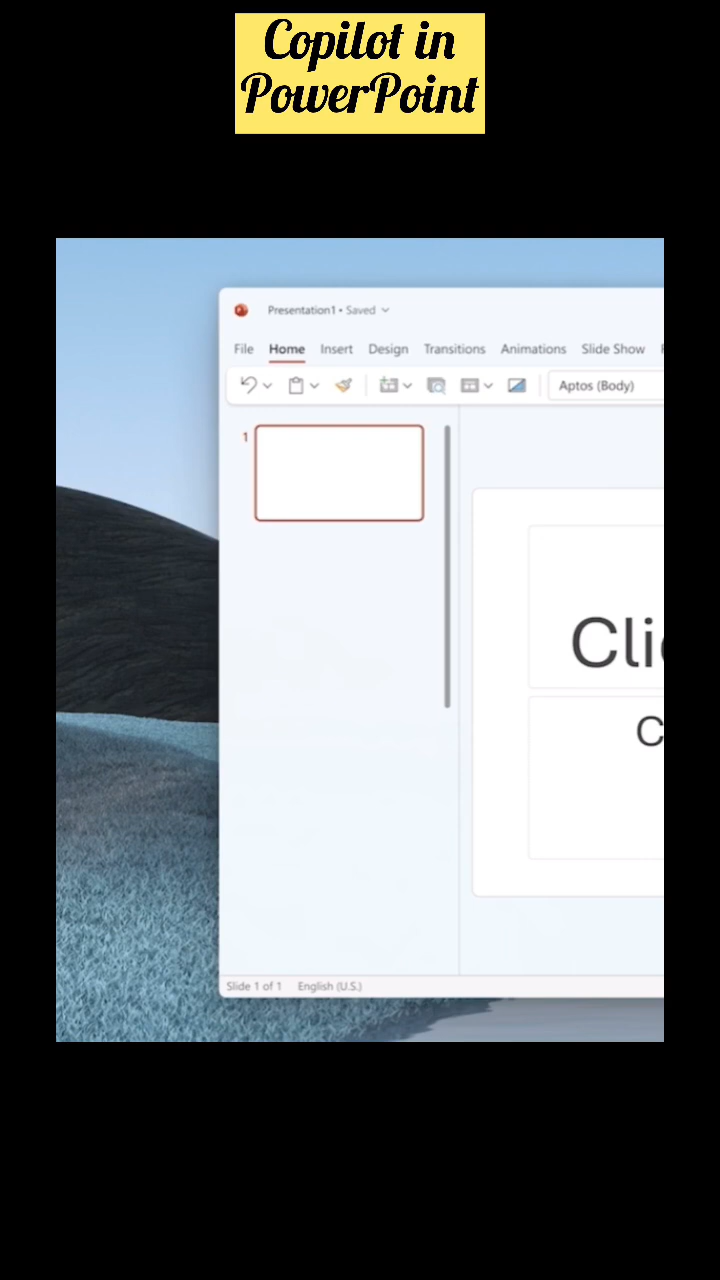 Copilot in
PowerPoint
Presentation1 • Saved
File Home Insert Design Transitions Animations Slide Show
Aptos (Body)
1
Clic
C
Slide 1 of 1 English (U.S.)